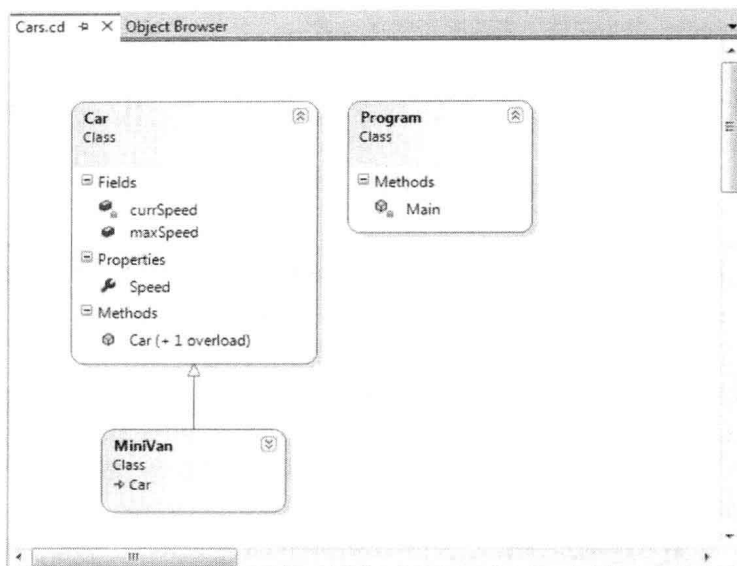 Cars.cd
Object Browser
Car
Class
Fields
currSpeed
maxSpeed
Properties
Speed
Methods
Car (+ 1 overload)
Program
Class
Methods
Main
MiniVan
Class
Car